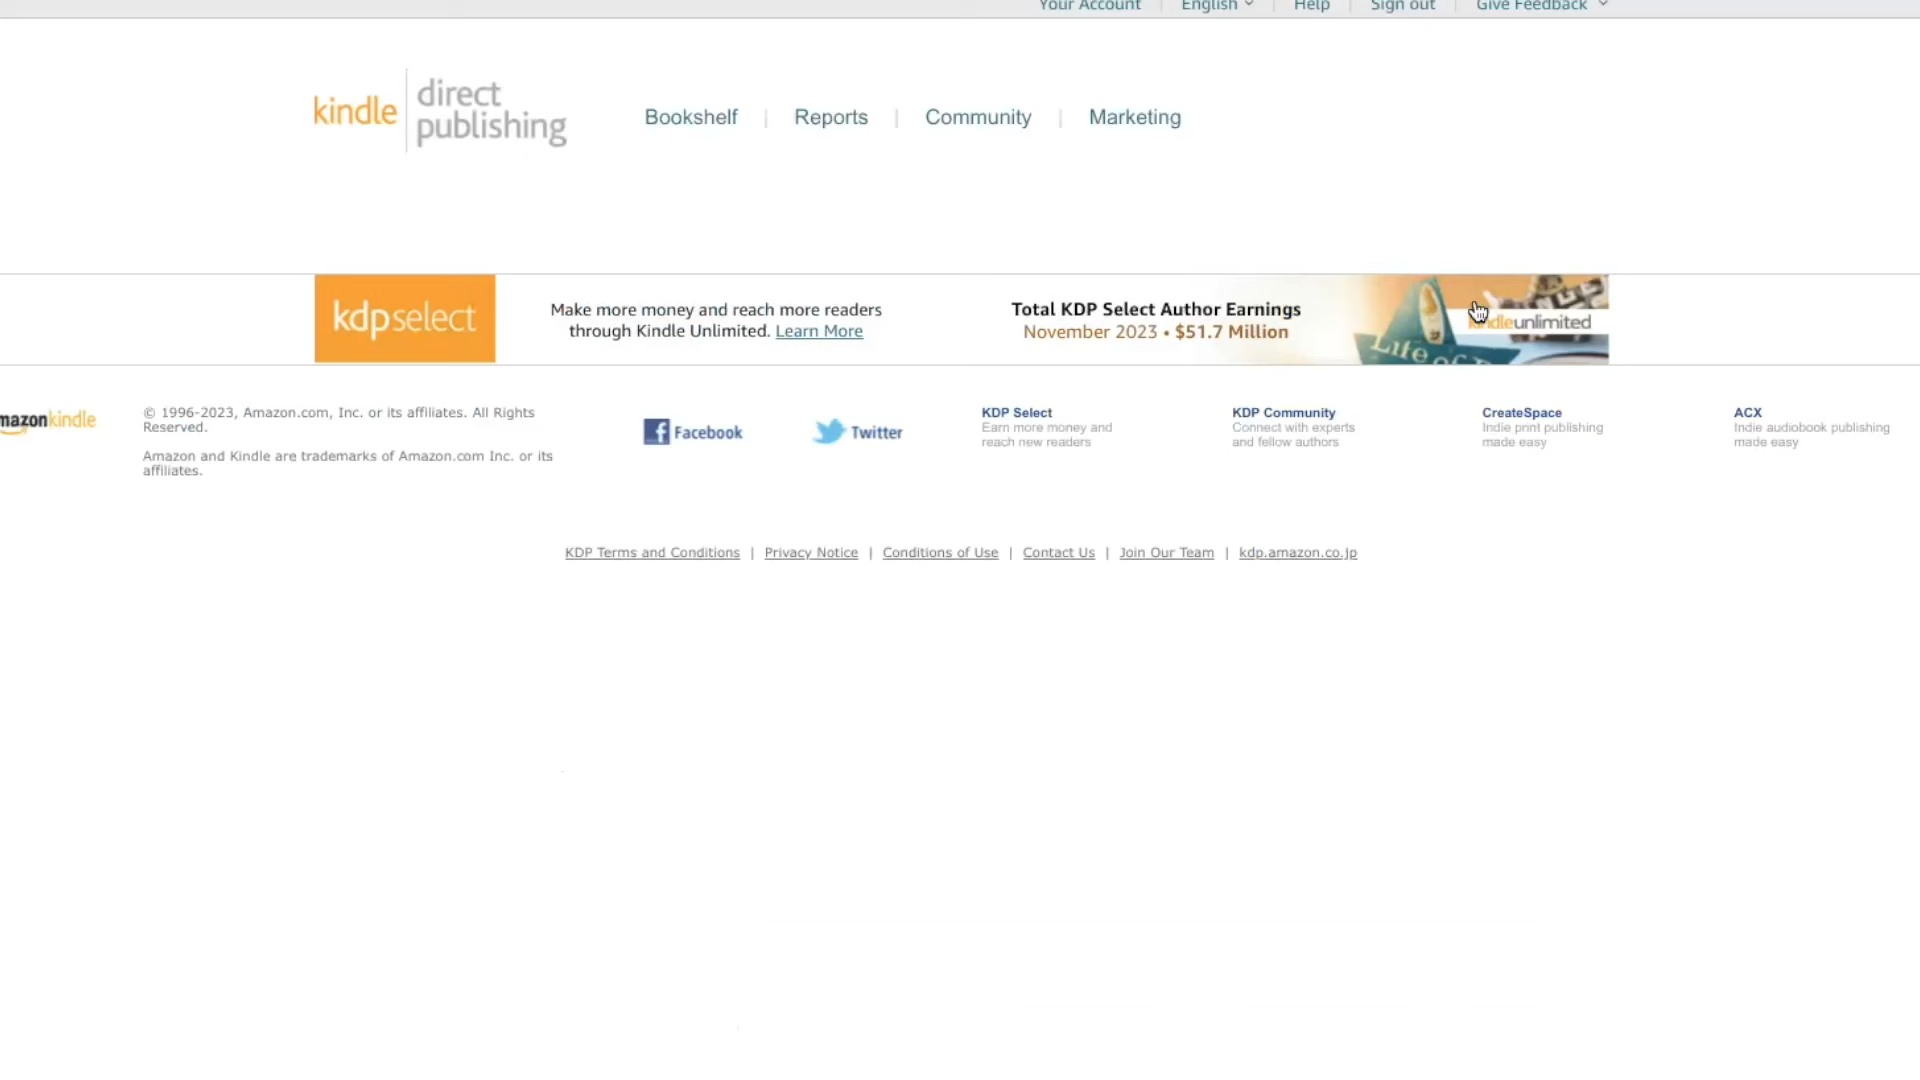 Your Account | English | Help | Sign out | Give Feedback
kindle direct publishing
Bookshelf | Reports | Community | Marketing
kdpselect
Make more money and reach more readers
through Kindle Unlimited. Learn More
Total KDP Select Author Earnings
November 2023 • $51.7 Million
Life of
kindleunlimited
amazonkindle
© 1996-2023, Amazon.com, Inc. or its affiliates. All Rights
Reserved.
Amazon and Kindle are trademarks of Amazon.com Inc. or its
affiliates.
Facebook
Twitter
KDP Select
Earn more money and
reach new readers
KDP Community
Connect with experts
and fellow authors
CreateSpace
Indie print publishing
made easy
ACX
Indie audiobook publishing
made easy
KDP Terms and Conditions | Privacy Notice | Conditions of Use | Contact Us | Join Our Team | kdp.amazon.co.jp